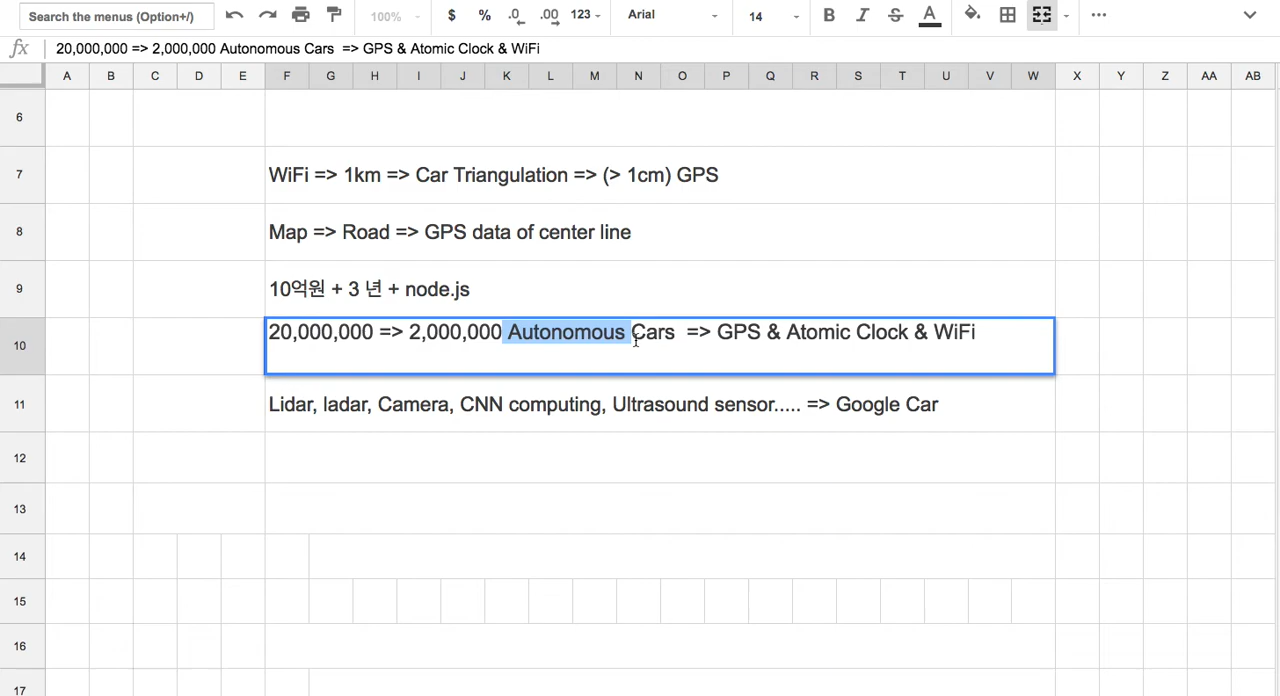 Search the menus (Option+/)
100%
$ % .0 .00 123
Arial
14
B I S A
fx 20,000,000 => 2,000,000 Autonomous Cars => GPS & Atomic Clock & WiFi
A B C D E F G H I J K L M N O P Q R S T U V W X Y Z AA AB
6
7 WiFi => 1km => Car Triangulation => (> 1cm) GPS
8 Map => Road => GPS data of center line
9 10억원 + 3 년 + node.js
10 20,000,000 => 2,000,000 Autonomous Cars => GPS & Atomic Clock & WiFi
11 Lidar, ladar, Camera, CNN computing, Ultrasound sensor..... => Google Car
12
13
14
15
16
17